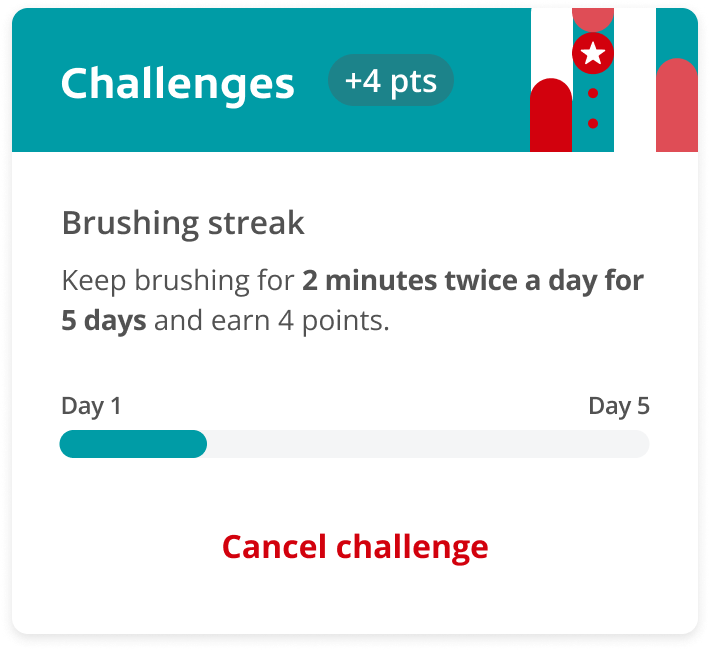 Challenges +4 pts
Brushing streak
Keep brushing for 2 minutes twice a day for
5 days and earn 4 points.
Day 1 Day 5
Cancel challenge